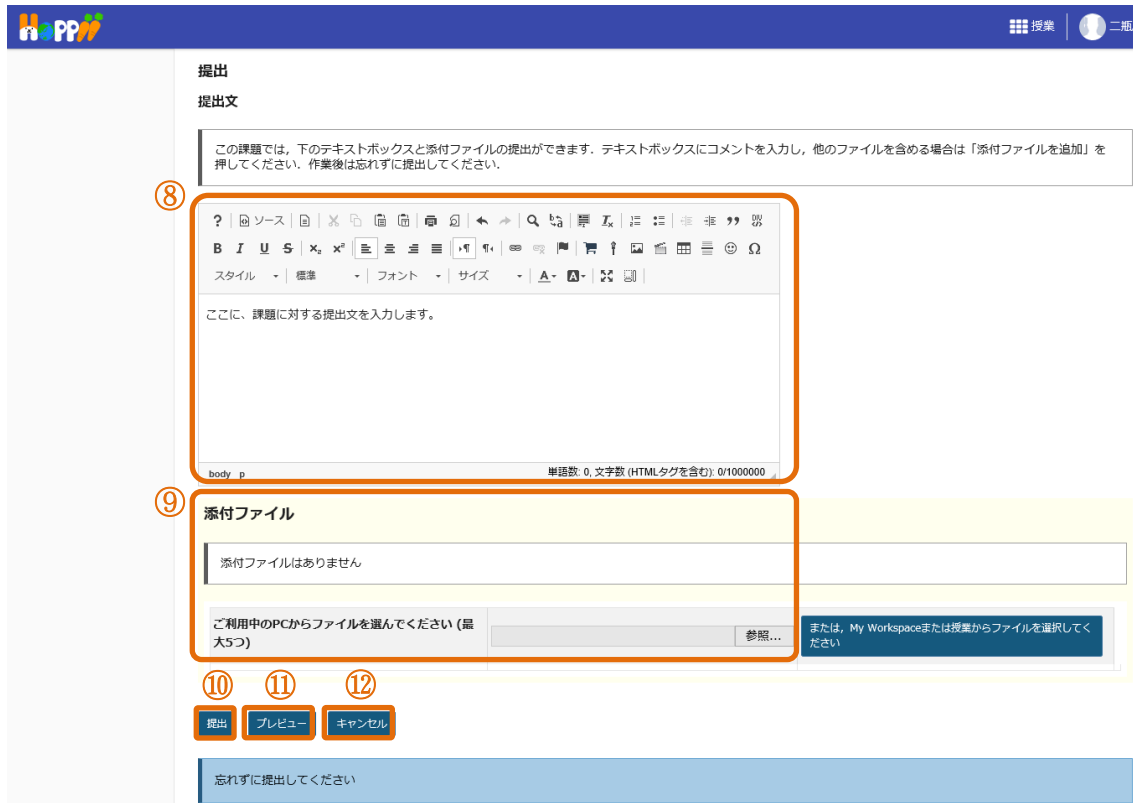 Hoppii
授業
二瓶
提出
提出文
この課題では，下のテキストボックスと添付ファイルの提出ができます．テキストボックスにコメントを入力し，他のファイルを含める場合は「添付ファイルを追加」を
押してください．作業後は忘れずに提出してください．
⑧
? ソース
B I U S x₂ x² Ω
スタイル 標準 フォント サイズ A A
ここに、課題に対する提出文を入力します。
body p 単語数: 0, 文字数 (HTMLタグを含む): 0/1000000
⑨
添付ファイル
添付ファイルはありません
ご利用中のPCからファイルを選んでください (最
大5つ)
参照...
または，My Workspaceまたは授業からファイルを選択してく
ださい
⑩ ⑪ ⑫
提出 プレビュー キャンセル
忘れずに提出してください